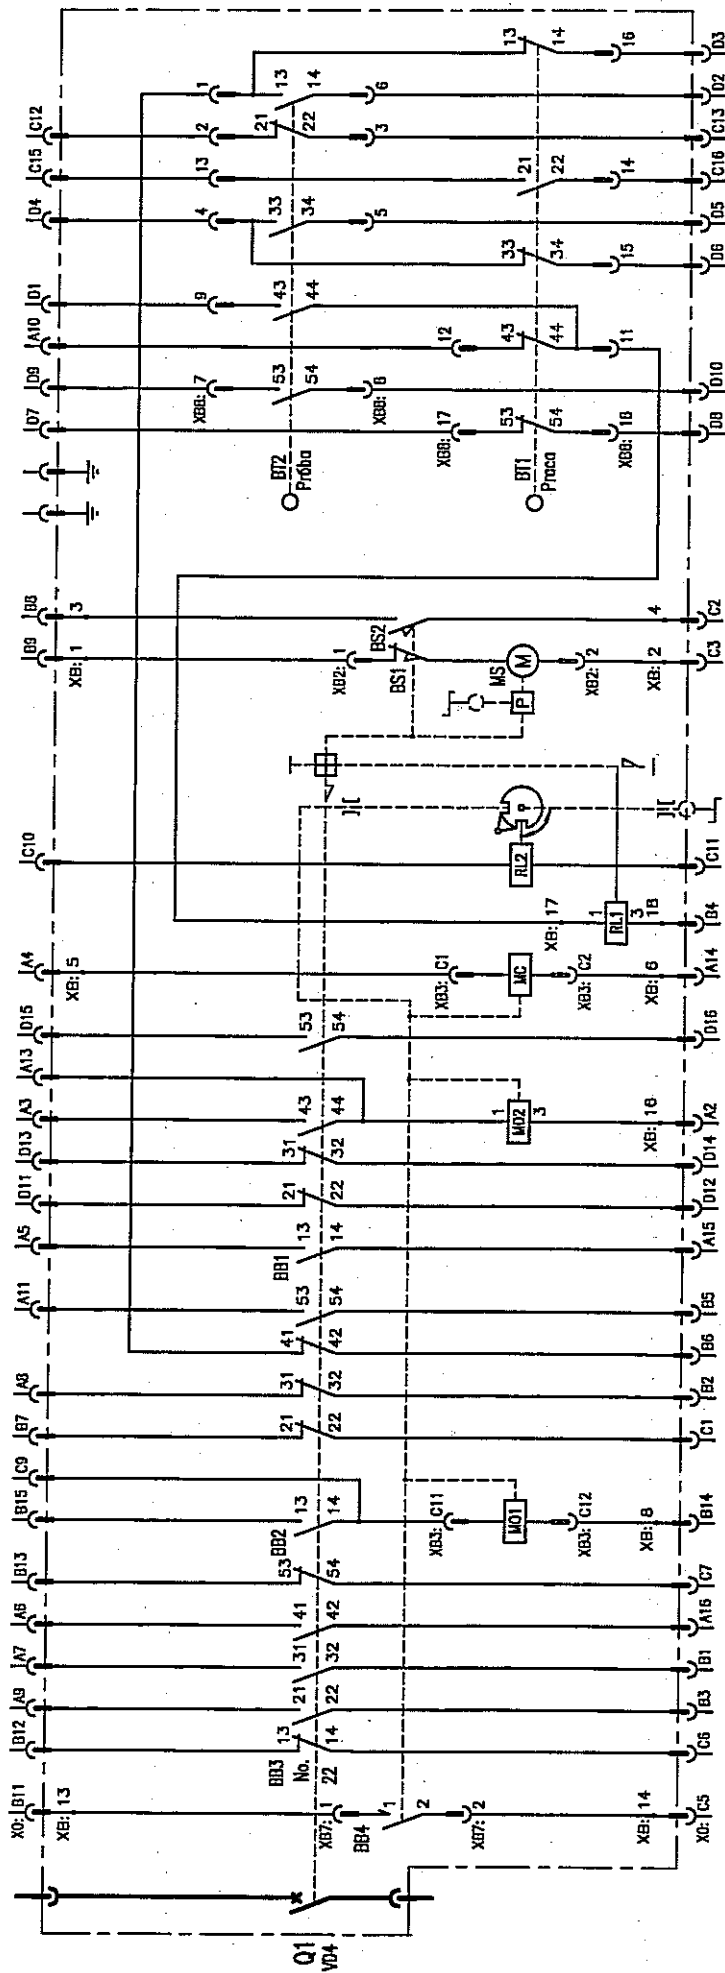 X0: B11 B12 A9 A7 A6 B13 B15 C9 B7 A8 A11 A5 D11 D13 A3 A13 D15 A4 C10 B9 B8 D7 D9 A10 D1 D4 C15 C12
XB: 13 XB: 5 XB: 1 3
XB8: 7 9 4 13 2 1
BB3 13 21 31 41 53 BB2 13 21 31 41 53 BB1 13 21 31 43 53 BT2 53 43 33 21 13
Q1 No. 22 14 22 32 42 54 14 22 32 42 54 14 22 32 44 54 Próba 54 44 34 22 14
VD4
XB7: 1 XB2: 1 XB8: 8 5 3 6
BB4 1 2 BS1 BS2
XB3: C11 XB3: C1 XB8: 17 12
XB7: 2 1 MS
M01 M02 MC RL2 P M BT1 53 43 33 21 13
3 Praca 54 44 34 22 14
XB3: C12 XB3: C2 XB: 17 XB2: 2
1 RL1 3 18
XB8: 18 11 15 14 16
XB: 14 XB: 8 XB: 16 XB: 6 XB: 2 4
X0: C5 C6 B3 B1 A16 C7 B14 C1 B2 B6 B5 A15 D12 D14 A2 D16 A14 B4 C11 C3 C2 D8 D10 D6 D5 C16 C13 D2 D3